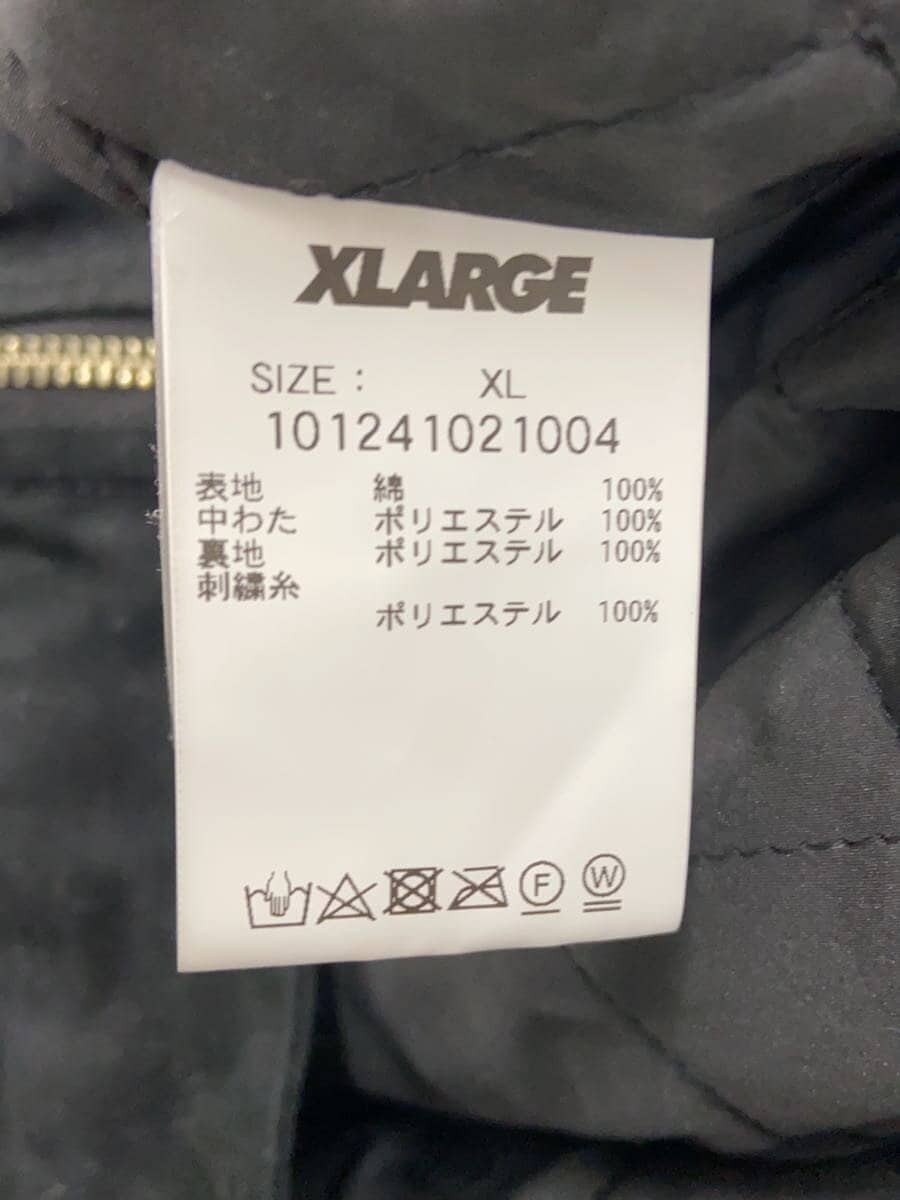 XLARGE
SIZE : XL
101241021004
表地 綿 100%
中わた ポリエステル 100%
裏地 ポリエステル 100%
刺繍糸
ポリエステル 100%
F W